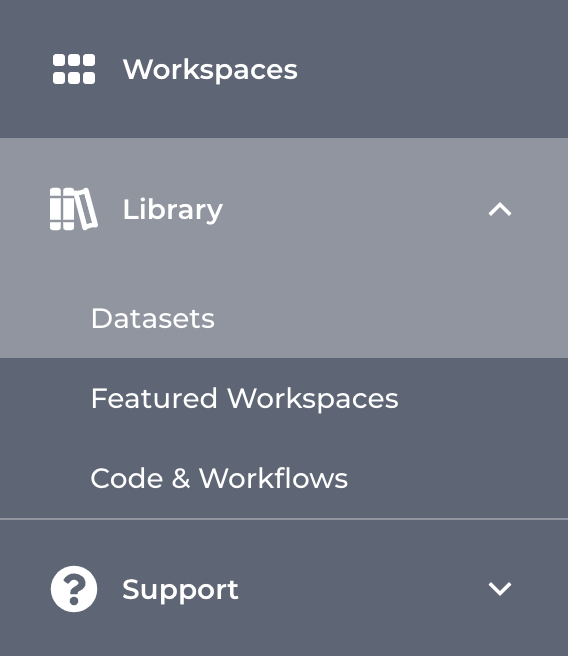 Workspaces
Library
Datasets
Featured Workspaces
Code & Workflows
Support